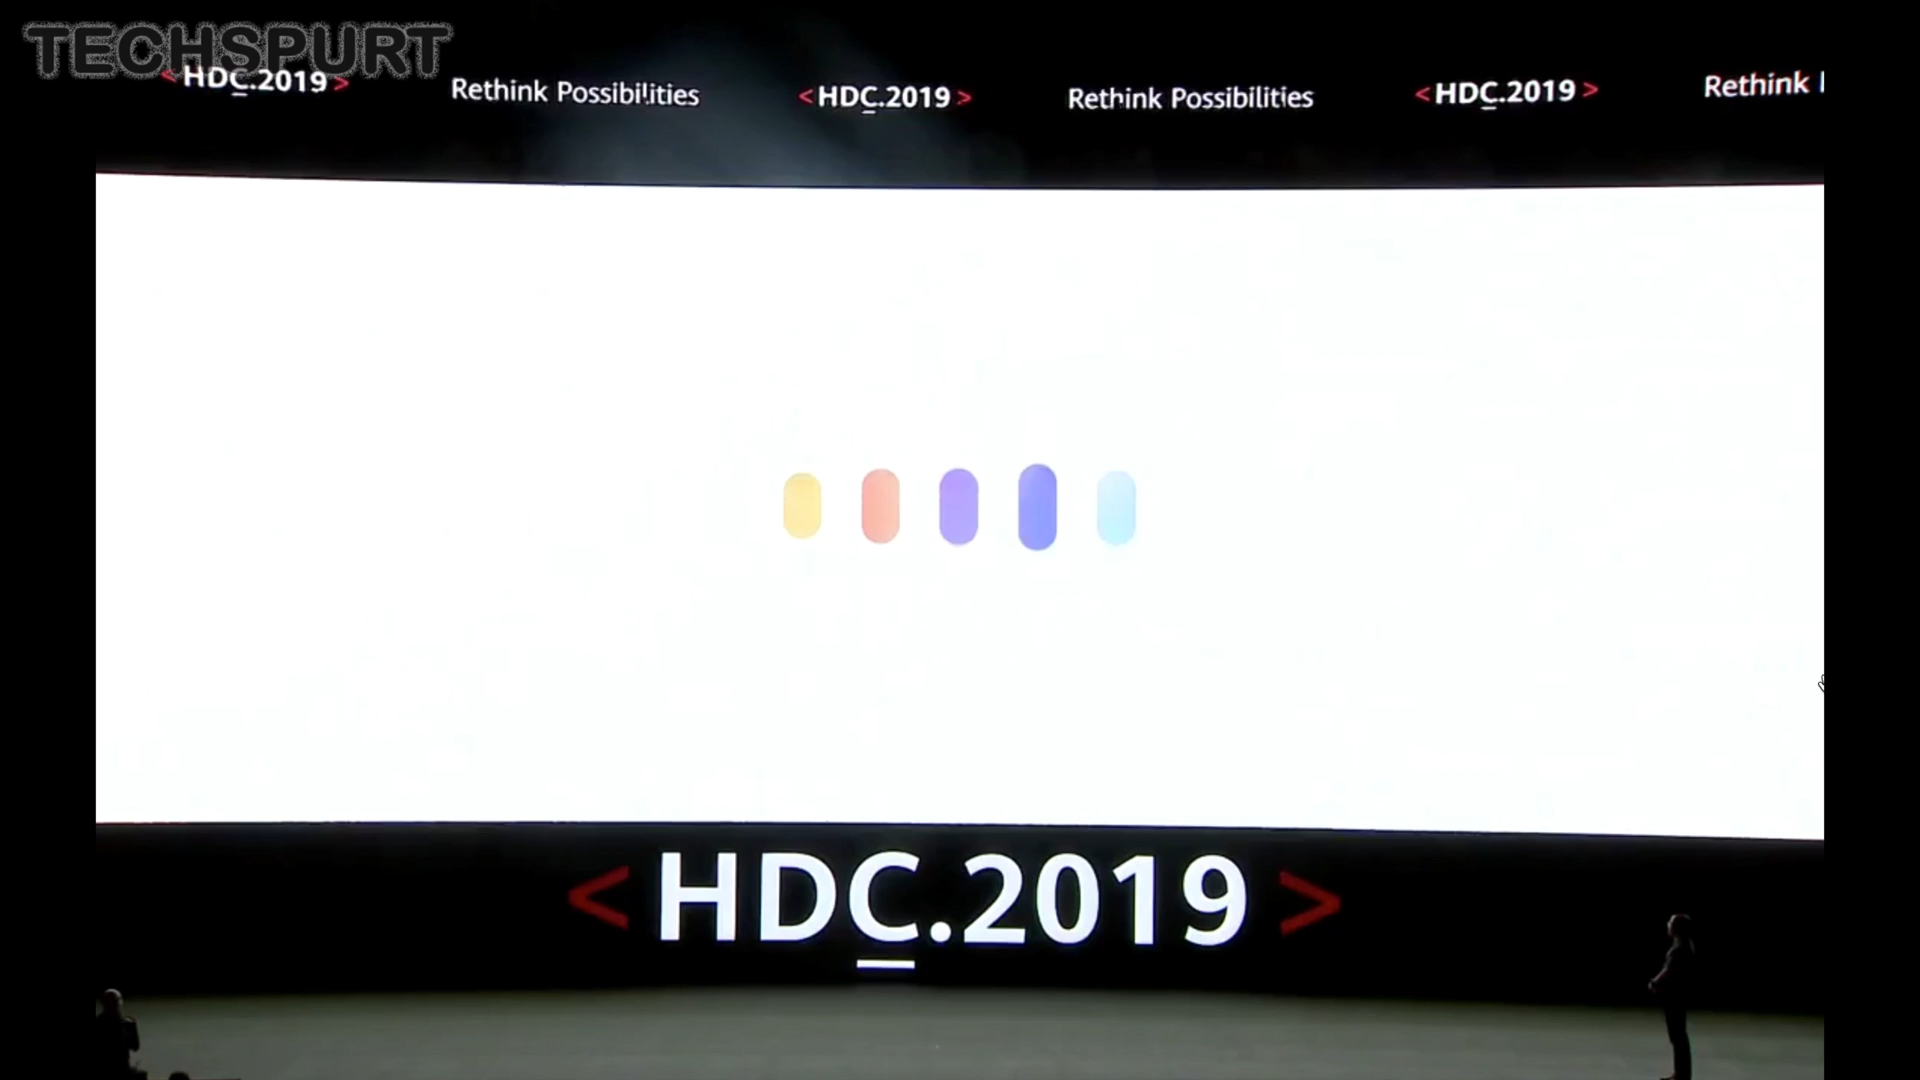 TECHSPURT
<HDC.2019> Rethink Possibilities <HDC.2019> Rethink Possibilities <HDC.2019> Rethink
<HDC.2019>